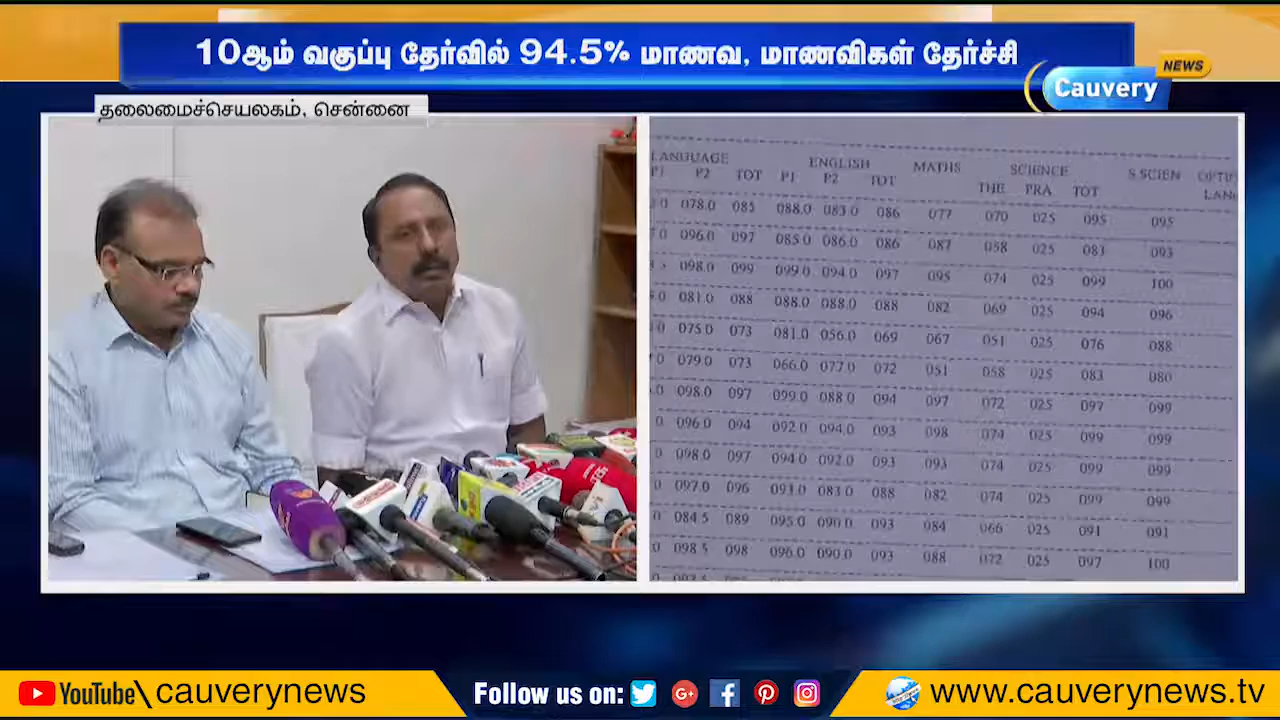 10ஆம் வகுப்பு தேர்வில் 94.5% மாணவ, மாணவிகள் தேர்ச்சி
Cauvery NEWS
தலைமைச்செயலகம், சென்னை
LANGUAGE ENGLISH MATHS SCIENCE S.SCIEN
P1 P2 TOT P1 P2 TOT THE PRA TOT LANG
078.0 085 088.0 083.0 086 077 070 025 095 095
096.0 097 085.0 086.0 086 087 058 025 083 093
098.0 099 099.0 094.0 097 095 074 025 099 100
081.0 088 088.0 088.0 088 082 069 025 094 096
075.0 073 081.0 056.0 069 067 051 025 076 088
079.0 073 066.0 077.0 072 051 058 025 083 080
098.0 097 099.0 088.0 094 097 072 025 097 099
096.0 094 092.0 094.0 093 098 074 025 099 099
098.0 097 094.0 092.0 093 093 074 025 099 099
097.0 096 093.0 083.0 088 082 074 025 099 099
084.5 089 095.0 090.0 093 084 066 025 091 091
098.5 098 096.0 090.0 093 088 072 025 097 100
YouTube\cauverynews
Follow us on:
www.cauverynews.tv